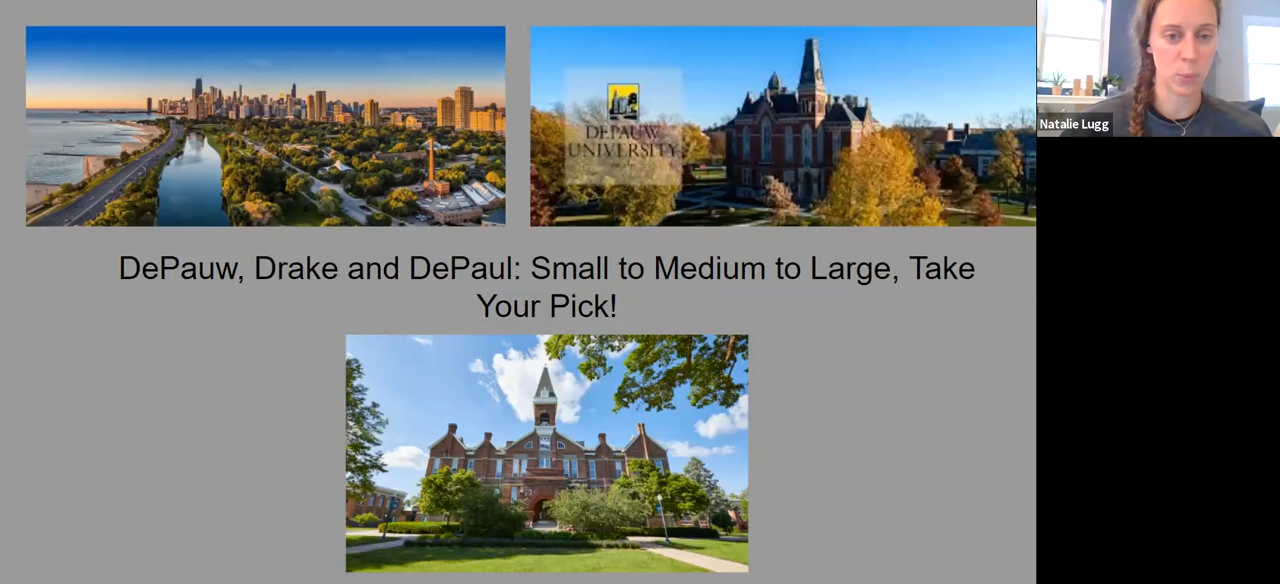 DEPAUW
UNIVERSITY
Natalie Lugg
DePauw, Drake and DePaul: Small to Medium to Large, Take
Your Pick!